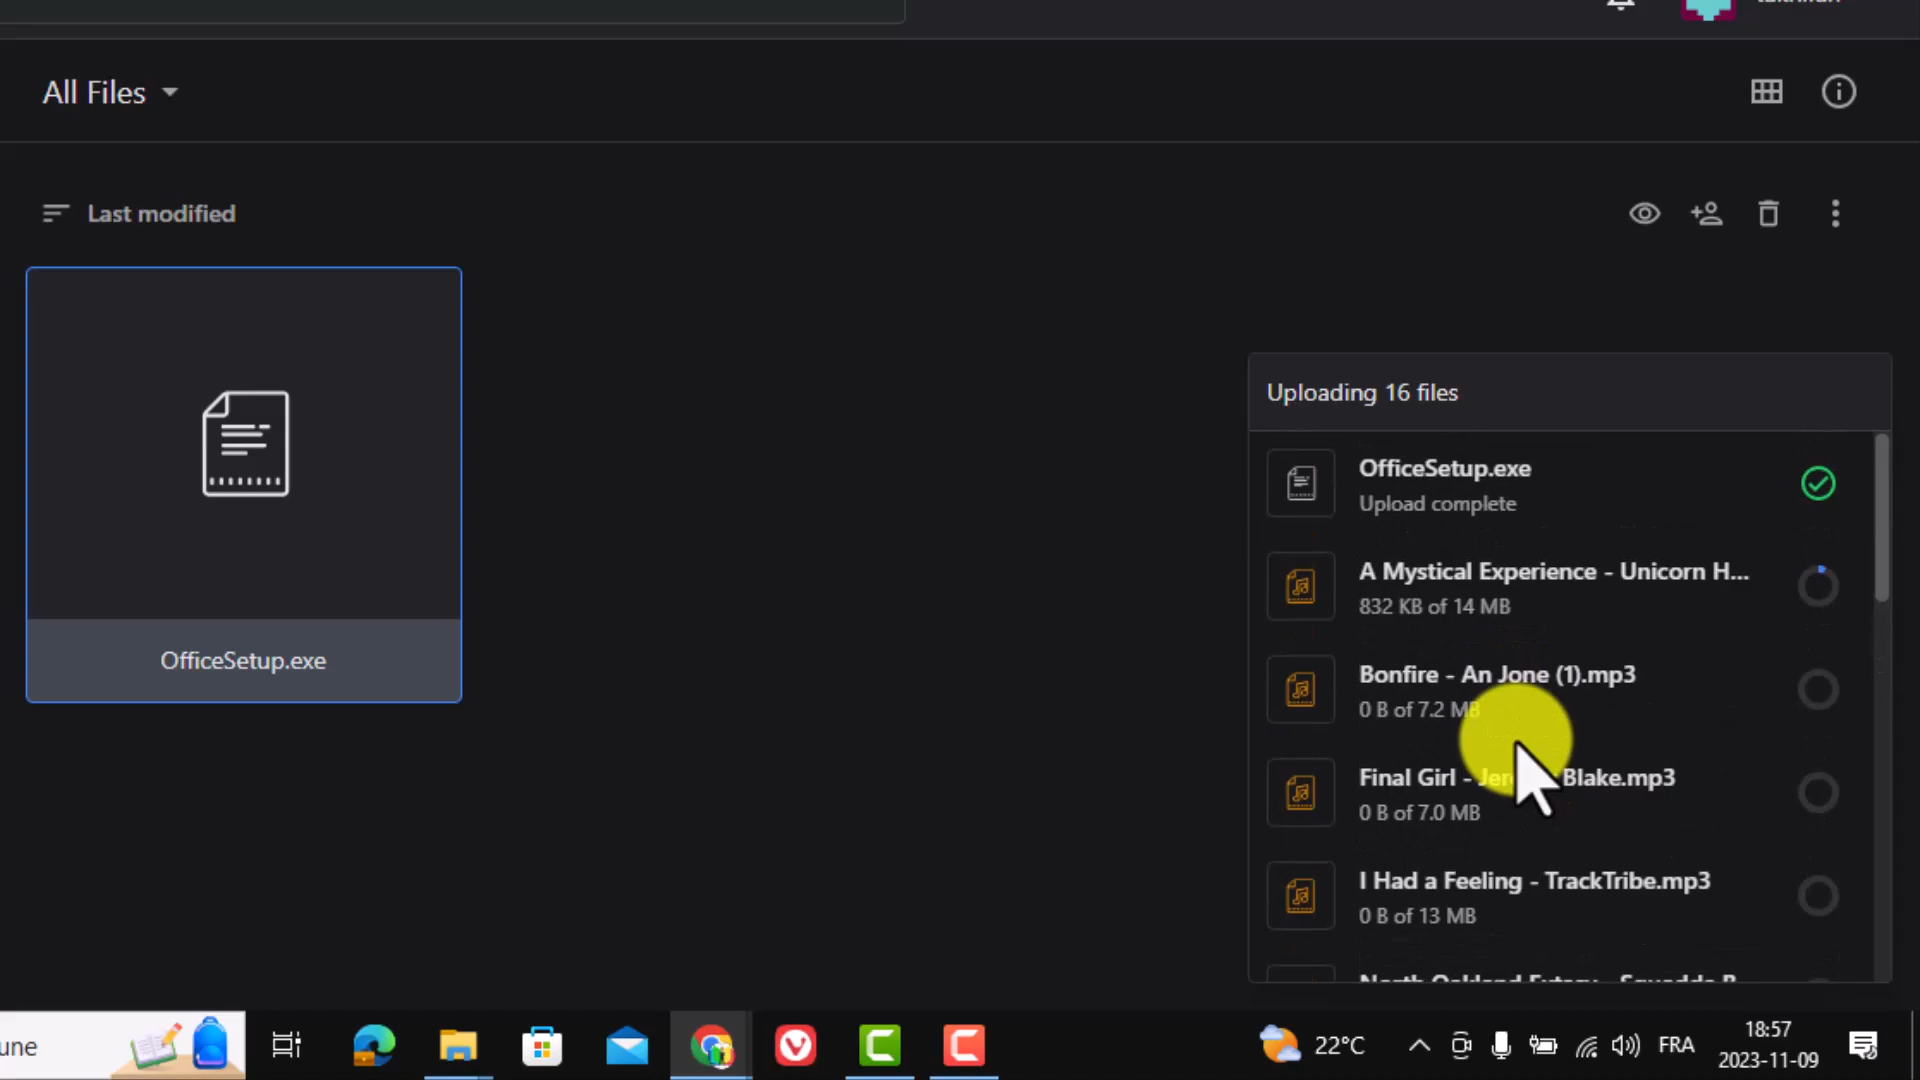 All Files
Last modified
OfficeSetup.exe
Uploading 16 files
OfficeSetup.exe
Upload complete
A Mystical Experience - Unicorn H...
832 KB of 14 MB
Bonfire - An Jone (1).mp3
0 B of 7.2 MB
Final Girl - Blake.mp3
0 B of 7.0 MB
I Had a Feeling - TrackTribe.mp3
0 B of 13 MB
North Oakland
une
22°C
FRA
18:57
2023-11-09